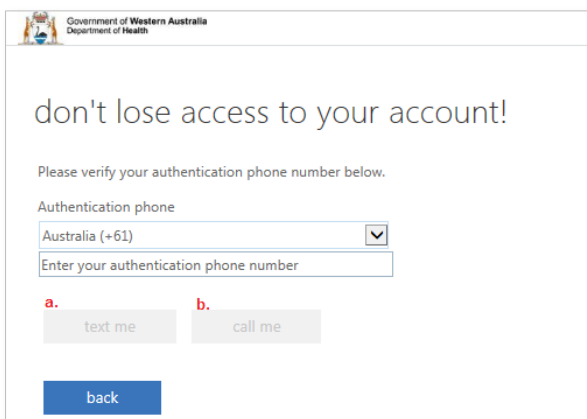 Government of Western Australia
Department of Health
don't lose access to your account!
Please verify your authentication phone number below.
Authentication phone
Australia (+61)
Enter your authentication phone number
a. b.
text me call me
back